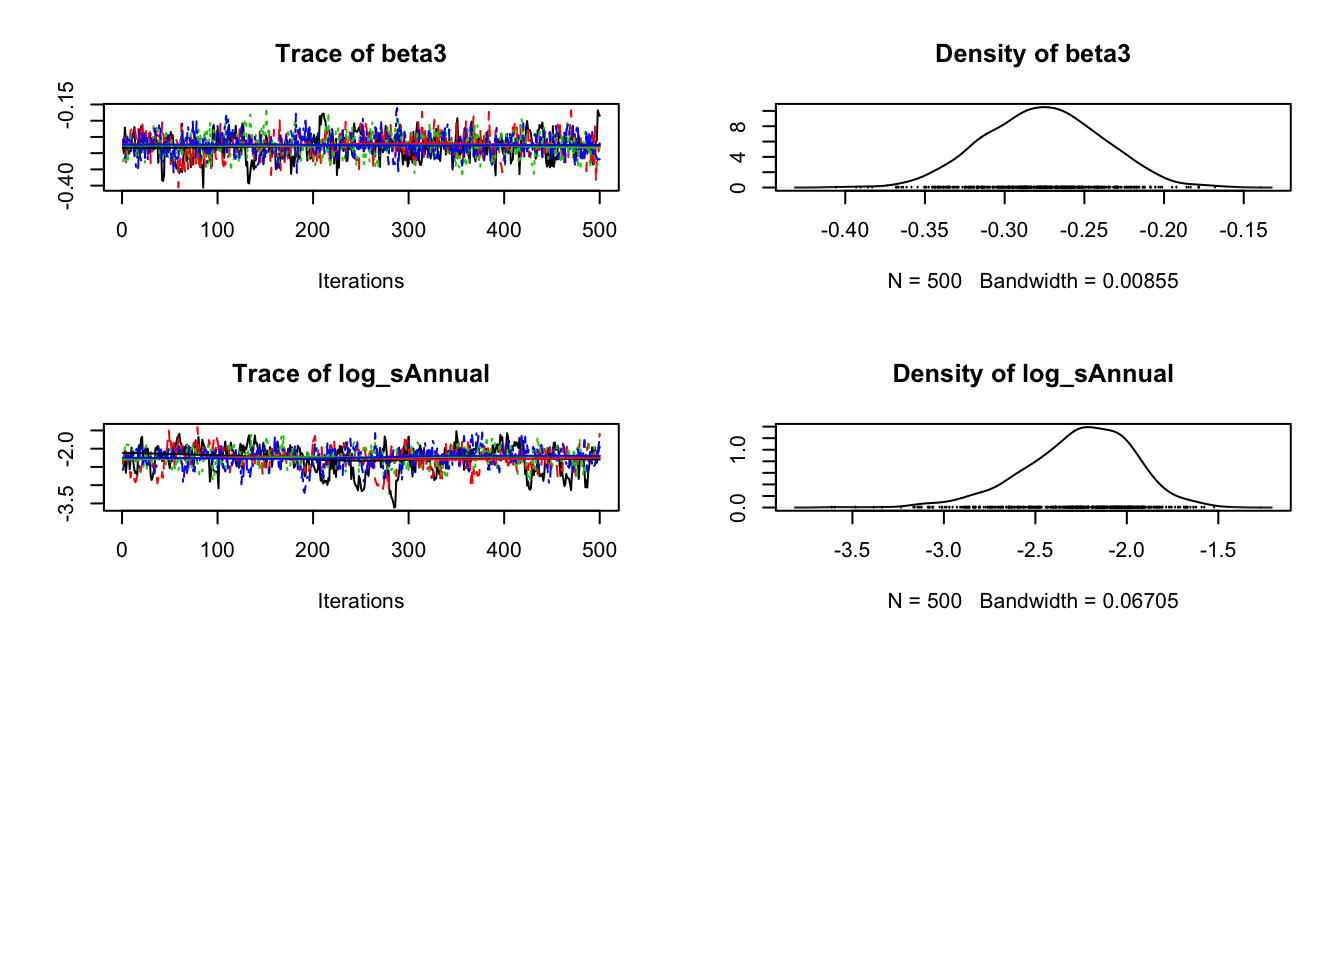 Trace of beta3
-0.15
-0.40
0 100 200 300 400 500
Iterations
Density of beta3
8
4
0
-0.40 -0.35 -0.30 -0.25 -0.20 -0.15
N = 500 Bandwidth = 0.00855
Trace of log_sAnnual
-2.0
-3.5
0 100 200 300 400 500
Iterations
Density of log_sAnnual
1.0
0.0
-3.5 -3.0 -2.5 -2.0 -1.5
N = 500 Bandwidth = 0.06705